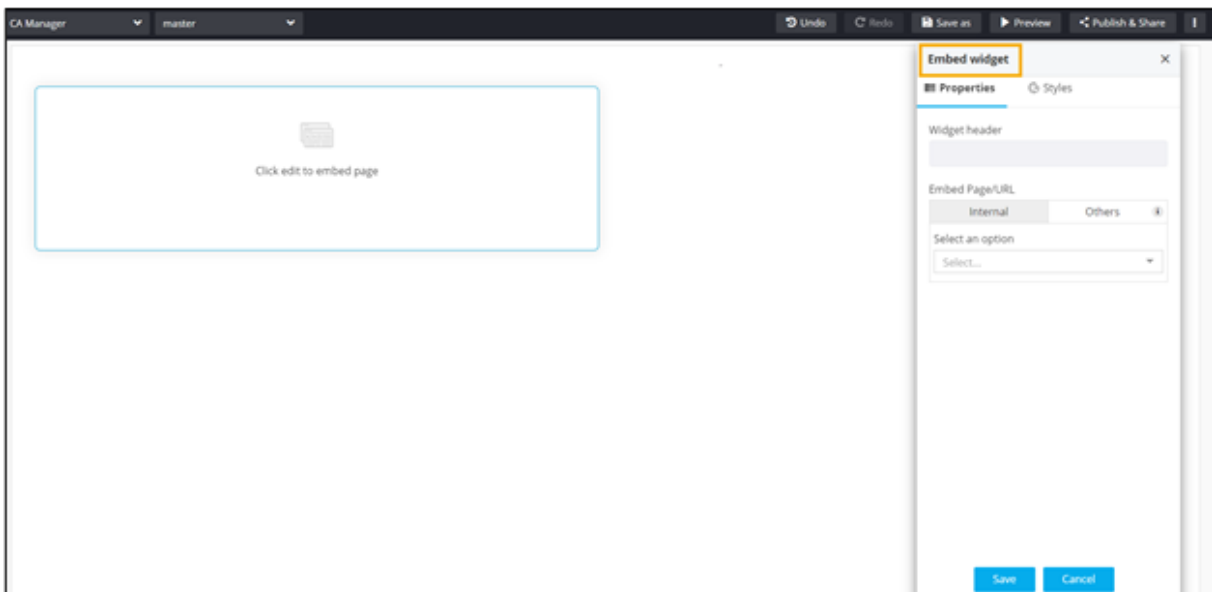 CA Manager master Undo Redo Save as Preview Publish & Share
Embed widget
Properties Styles
Widget header
Click edit to embed page
Embed Page/URL
Internal Others
Select an option
Select...
Save Cancel